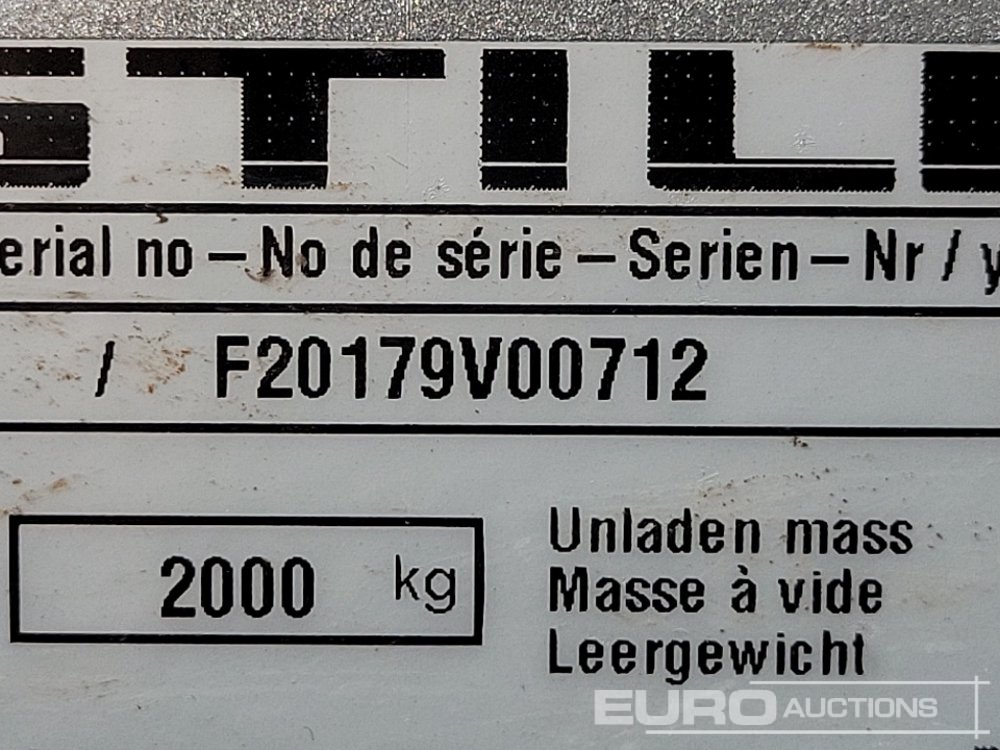 STILL
erial no – No de série – Serien – Nr / y
/ F20179V00712
2000 kg
Unladen mass
Masse à vide
Leergewicht
EURO AUCTIONS